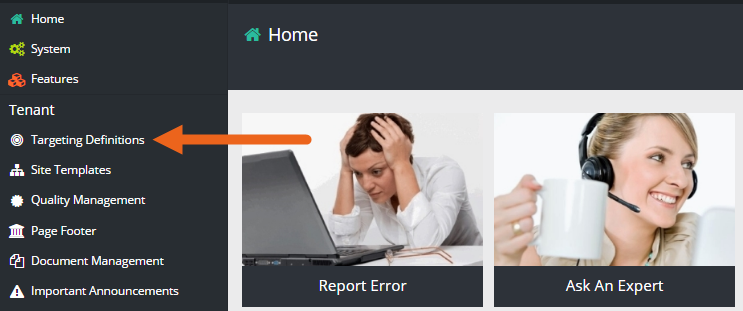 Home
System
Features
Tenant
Targeting Definitions
Site Templates
Quality Management
Page Footer
Document Management
Important Announcements
Home
Report Error
Ask An Expert